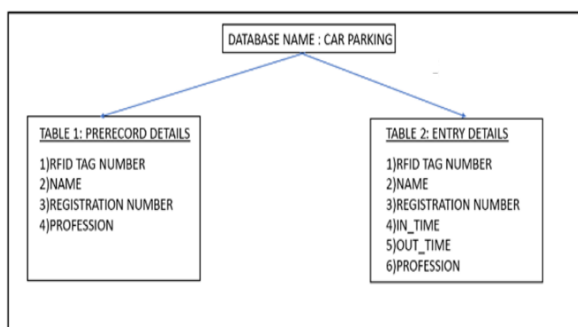 DATABASE NAME : CAR PARKING
TABLE 1: PRERECORD DETAILS
1)RFID TAG NUMBER
2)NAME
3)REGISTRATION NUMBER
4)PROFESSION
TABLE 2: ENTRY DETAILS
1)RFID TAG NUMBER
2)NAME
3)REGISTRATION NUMBER
4)IN_TIME
5)OUT_TIME
6)PROFESSION